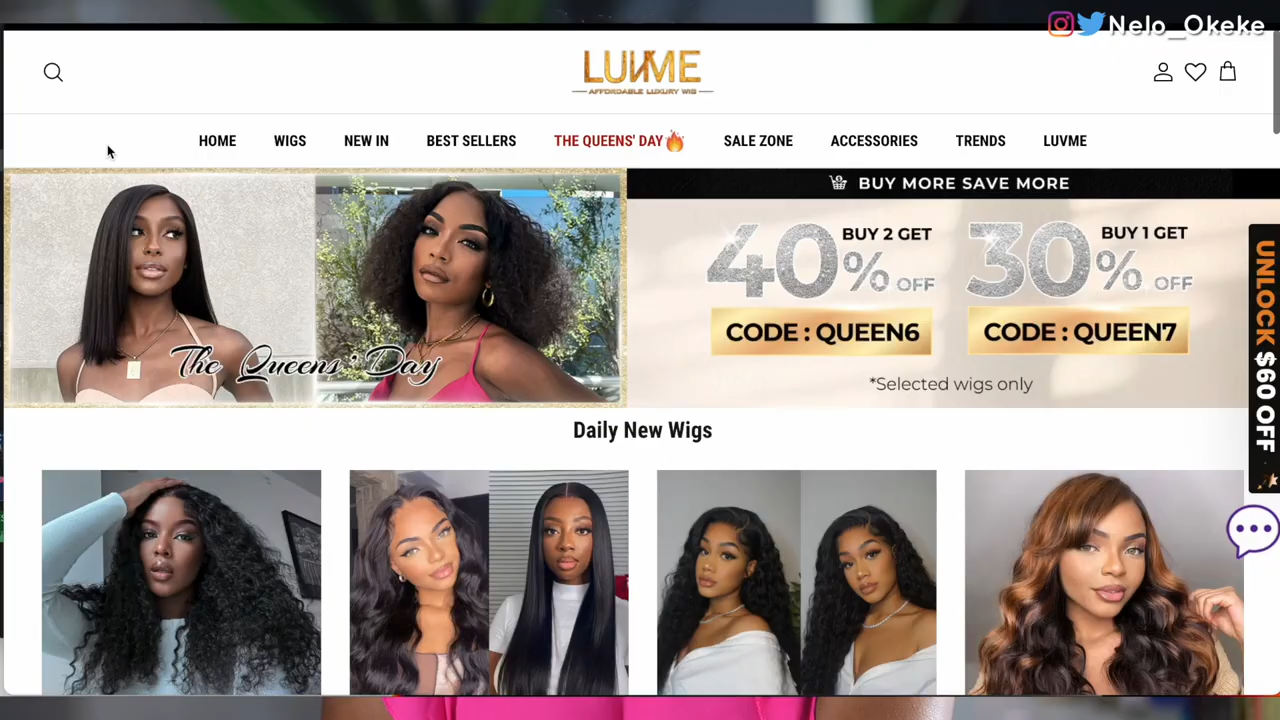 Nelo_Okeke
LUVME
AFFORDABLE LUXURY WIG
HOME WIGS NEW IN BEST SELLERS THE QUEENS' DAY🔥 SALE ZONE ACCESSORIES TRENDS LUVME
The Queens' Day
BUY MORE SAVE MORE
40% OFF BUY 2 GET
CODE : QUEEN6
30% OFF BUY 1 GET
CODE : QUEEN7
*Selected wigs only
UNLOCK $60 OFF
Daily New Wigs